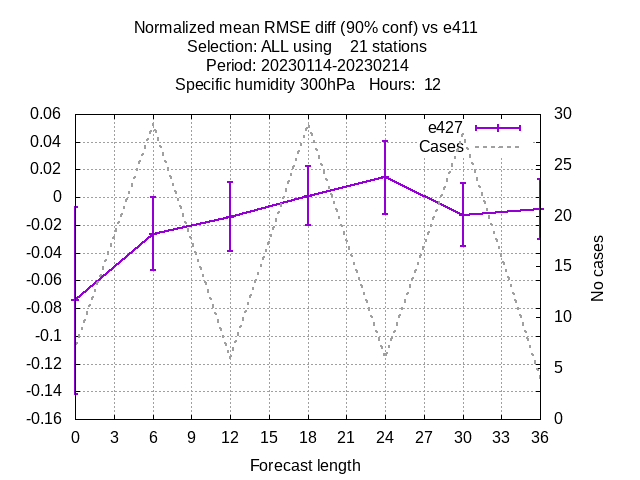 Normalized mean RMSE diff (90% conf) vs e411
Selection: ALL using    21 stations
Period: 20230114-20230214
Specific humidity 300hPa   Hours:  12
e427
Cases
0.06
0.04
0.02
0
-0.02
-0.04
-0.06
-0.08
-0.1
-0.12
-0.14
-0.16
30
25
20
15
10
5
0
No cases
0 3 6 9 12 15 18 21 24 27 30 33 36
Forecast length